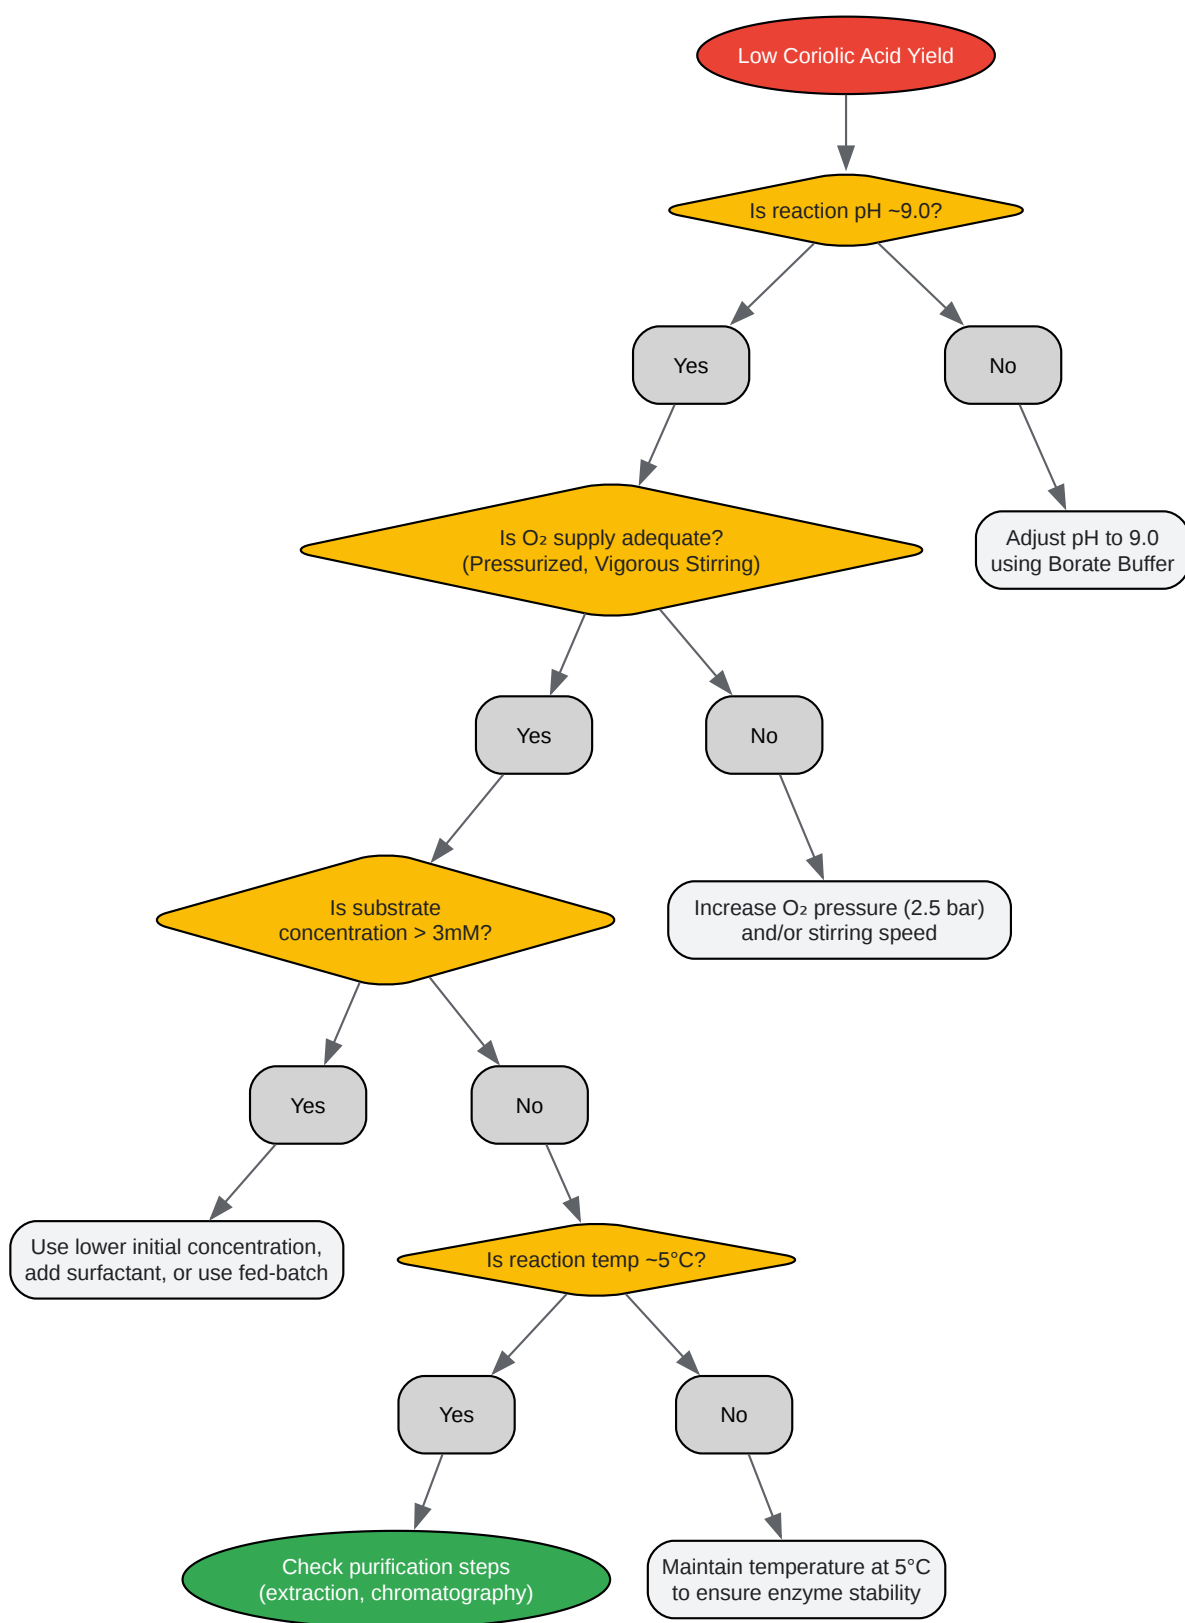 Low Coriolic Acid Yield
Is reaction pH ~9.0?
Yes
No
Is O₂ supply adequate?
(Pressurized, Vigorous Stirring)
Adjust pH to 9.0
using Borate Buffer
Yes
No
Is substrate
concentration > 3mM?
Increase O₂ pressure (2.5 bar)
and/or stirring speed
Yes
No
Use lower initial concentration,
add surfactant, or use fed-batch
Is reaction temp ~5°C?
Yes
No
Check purification steps
(extraction, chromatography)
Maintain temperature at 5°C
to ensure enzyme stability